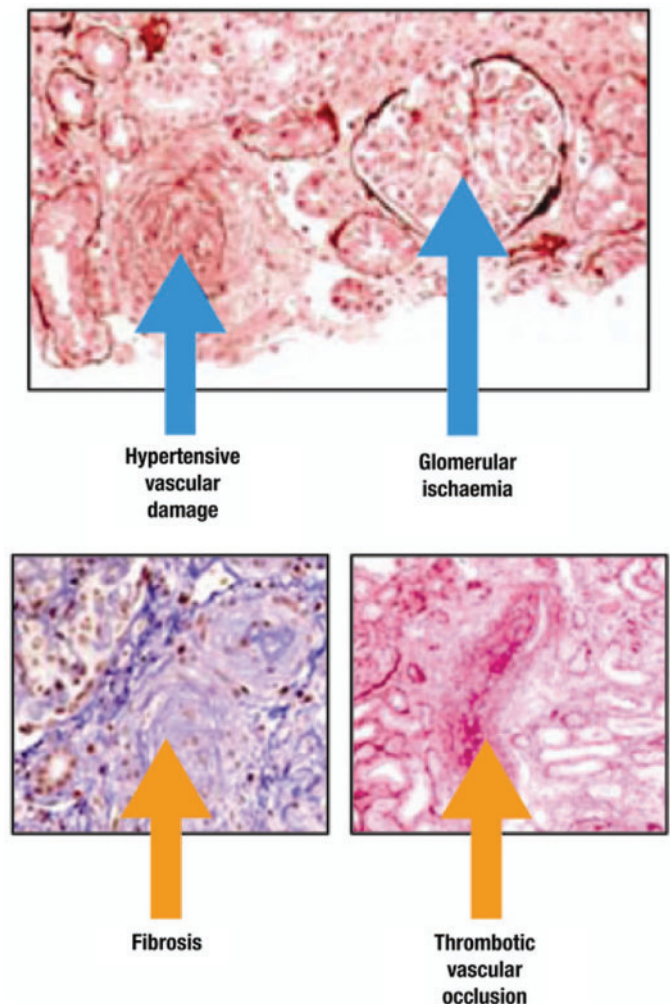 Hypertensive
vascular
damage
Glomerular
ischaemia
Fibrosis
Thrombotic
vascular
occlusion